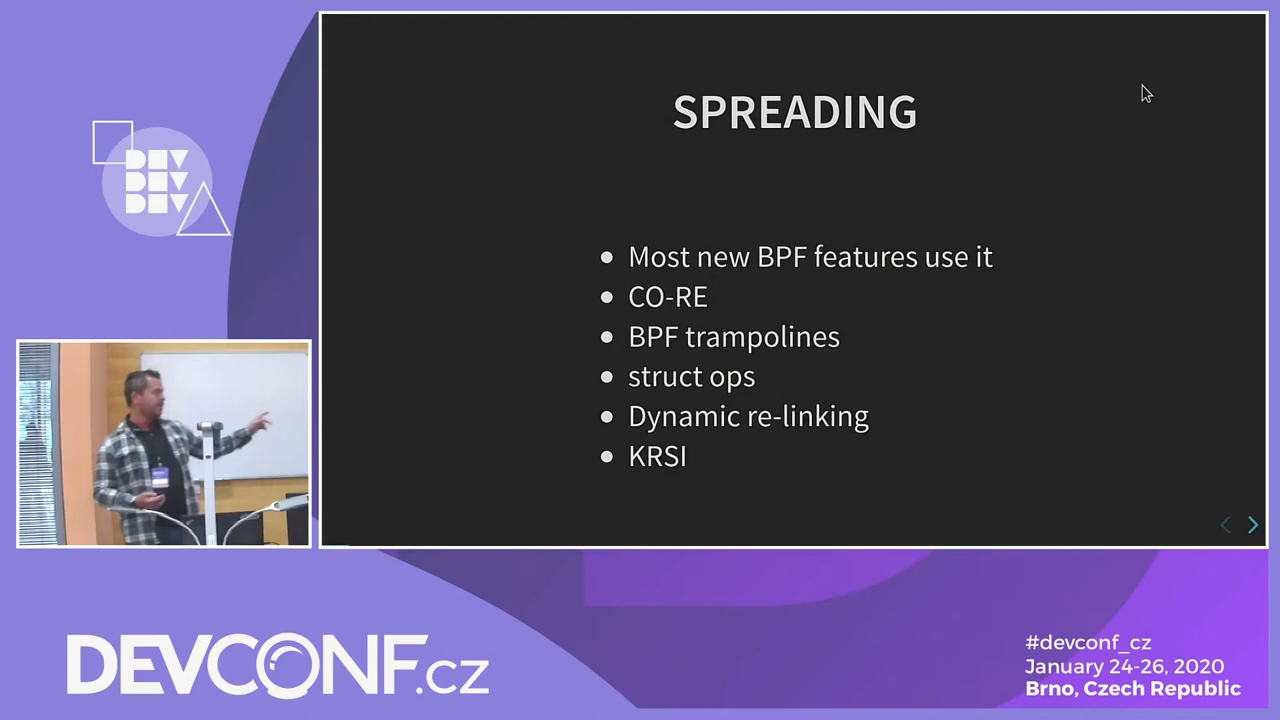 DEV
DEV
DEV
SPREADING
Most new BPF features use it
CO-RE
BPF trampolines
struct ops
Dynamic re-linking
KRSI
DEVCONF.cz
#devconf_cz
January 24-26, 2020
Brno, Czech Republic